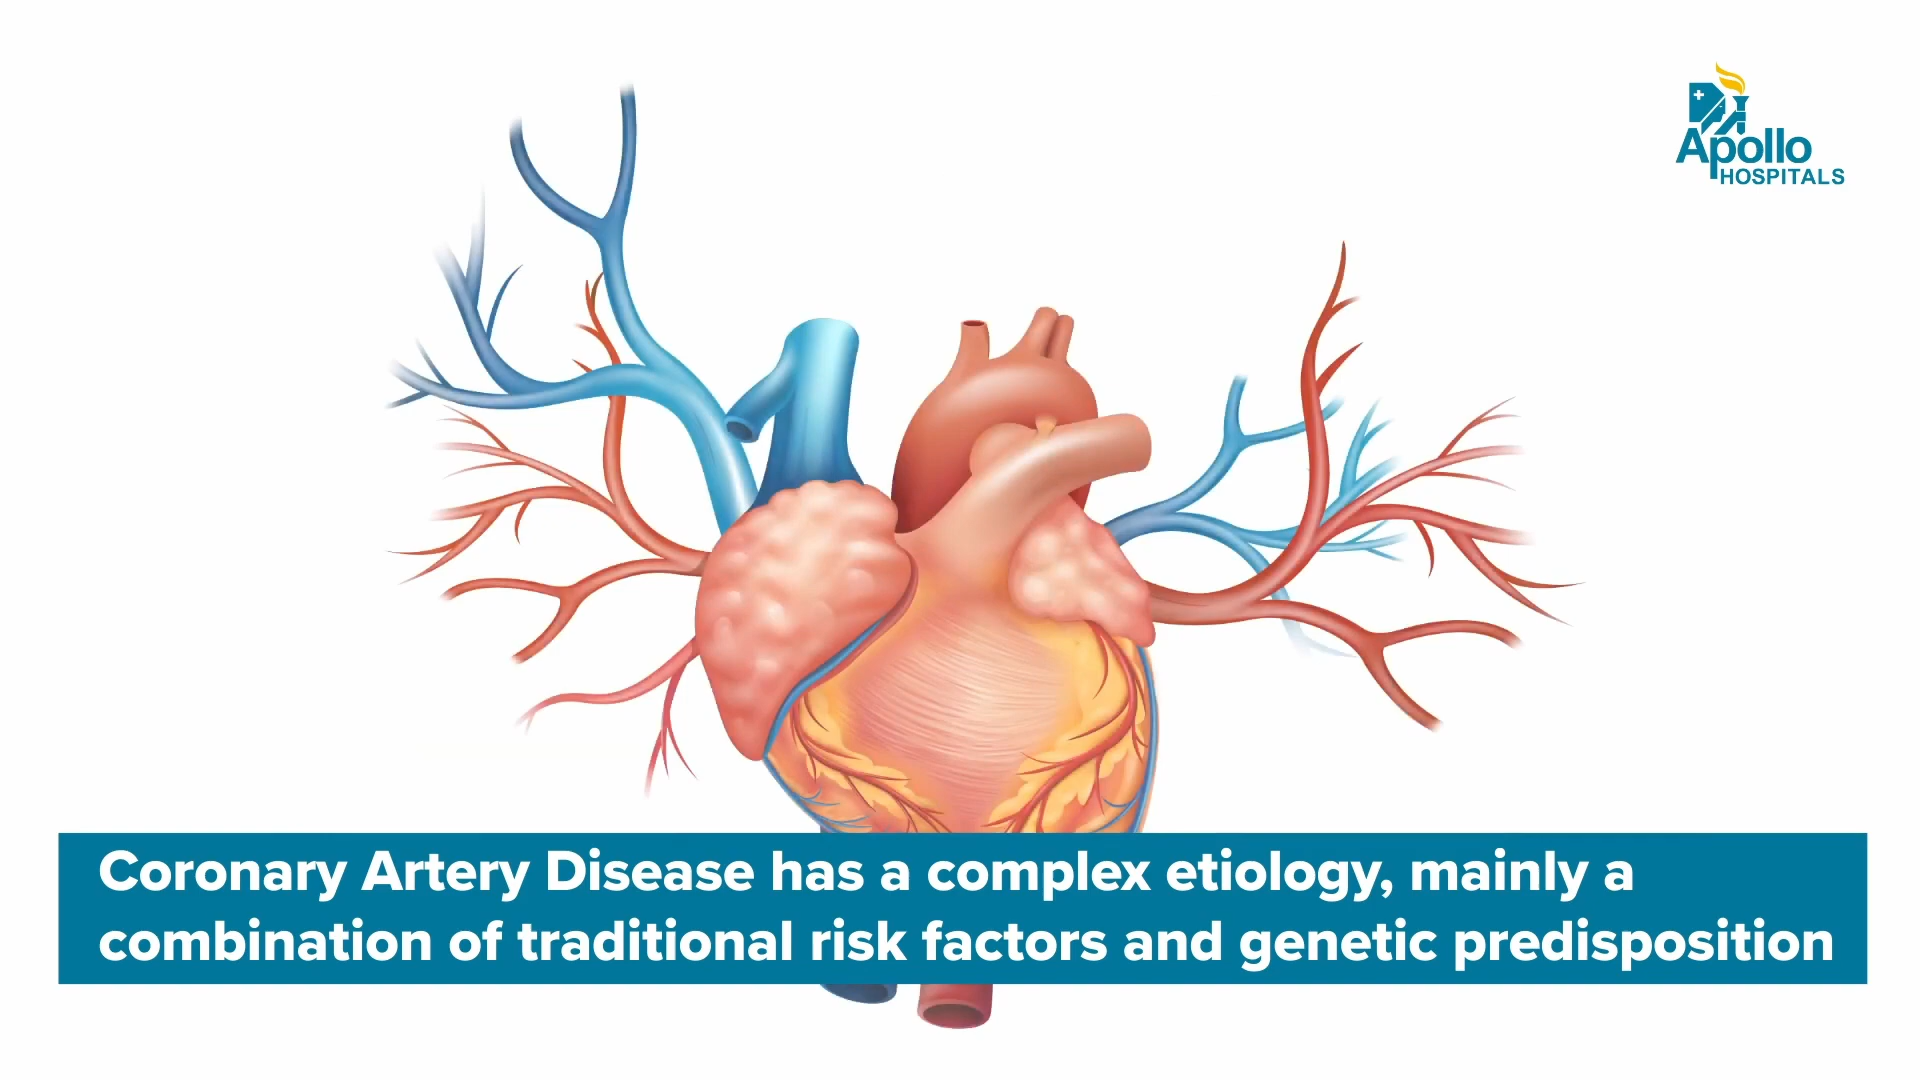 Apollo
HOSPITALS
Coronary Artery Disease has a complex etiology, mainly a
combination of traditional risk factors and genetic predisposition